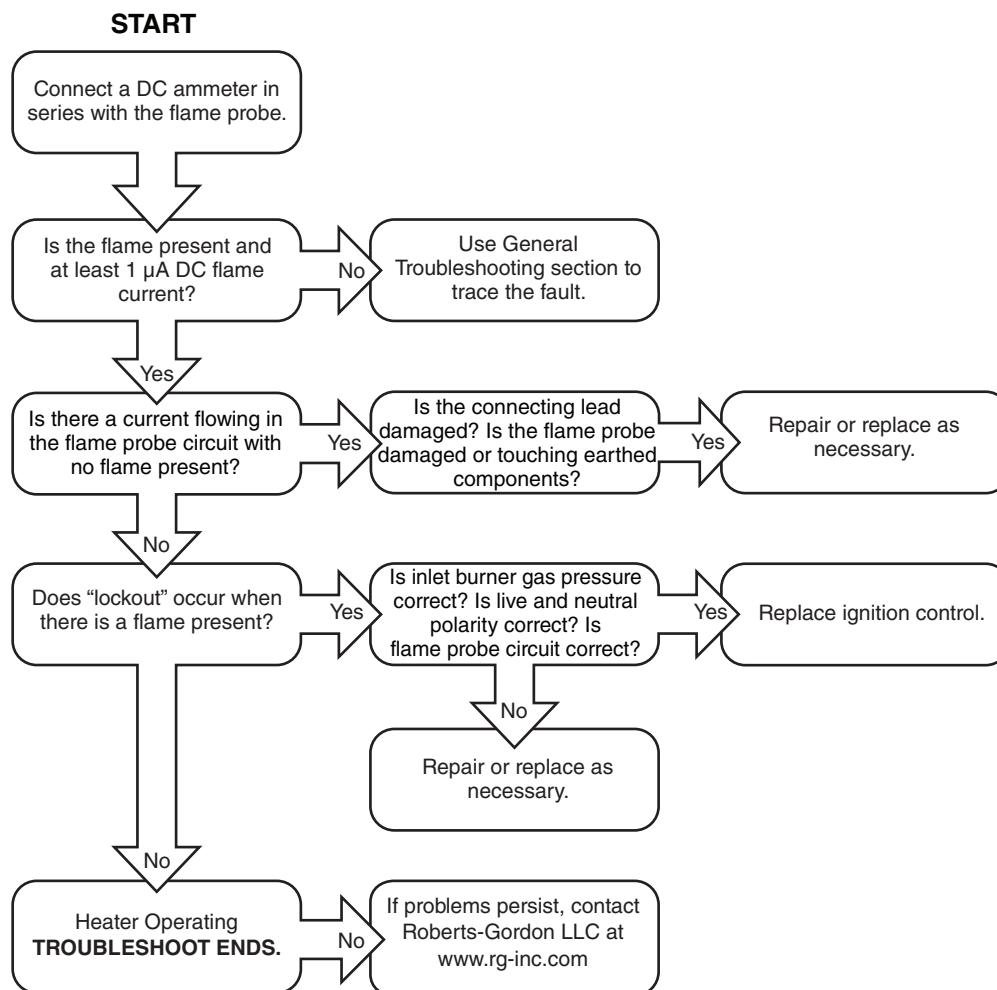 START
Connect a DC ammeter in
series with the flame probe.
Is the flame present and
at least 1 µA DC flame
current?
No
Use General
Troubleshooting section to
trace the fault.
Yes
Is there a current flowing in
the flame probe circuit with
no flame present?
Yes
Is the connecting lead
damaged? Is the flame probe
damaged or touching earthed
components?
Yes
Repair or replace as
necessary.
No
Does “lockout” occur when
there is a flame present?
Yes
Is inlet burner gas pressure
correct? Is live and neutral
polarity correct? Is
flame probe circuit correct?
Yes
Replace ignition control.
No
Repair or replace as
necessary.
No
Heater Operating
TROUBLESHOOT ENDS.
No
If problems persist, contact
Roberts-Gordon LLC at
www.rg-inc.com